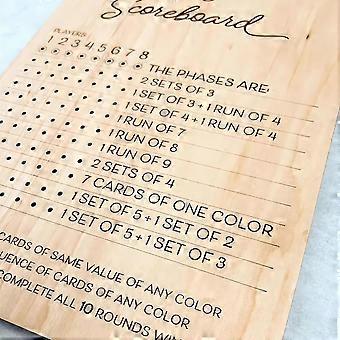 Scoreboard
PLAYERS
1 2 3 4 5 6 7 8
THE PHASES ARE:
2 SETS OF 3
1 SET OF 3 + 1 RUN OF 4
1 SET OF 4 + 1 RUN OF 4
1 RUN OF 7
1 RUN OF 8
1 RUN OF 9
2 SETS OF 4
7 CARDS OF ONE COLOR
1 SET OF 5 + 1 SET OF 2
1 SET OF 5 + 1 SET OF 3
CARDS OF SAME VALUE OF ANY COLOR
UENCE OF CARDS OF ANY COLOR
COMPLETE ALL 10 ROUNDS WIN